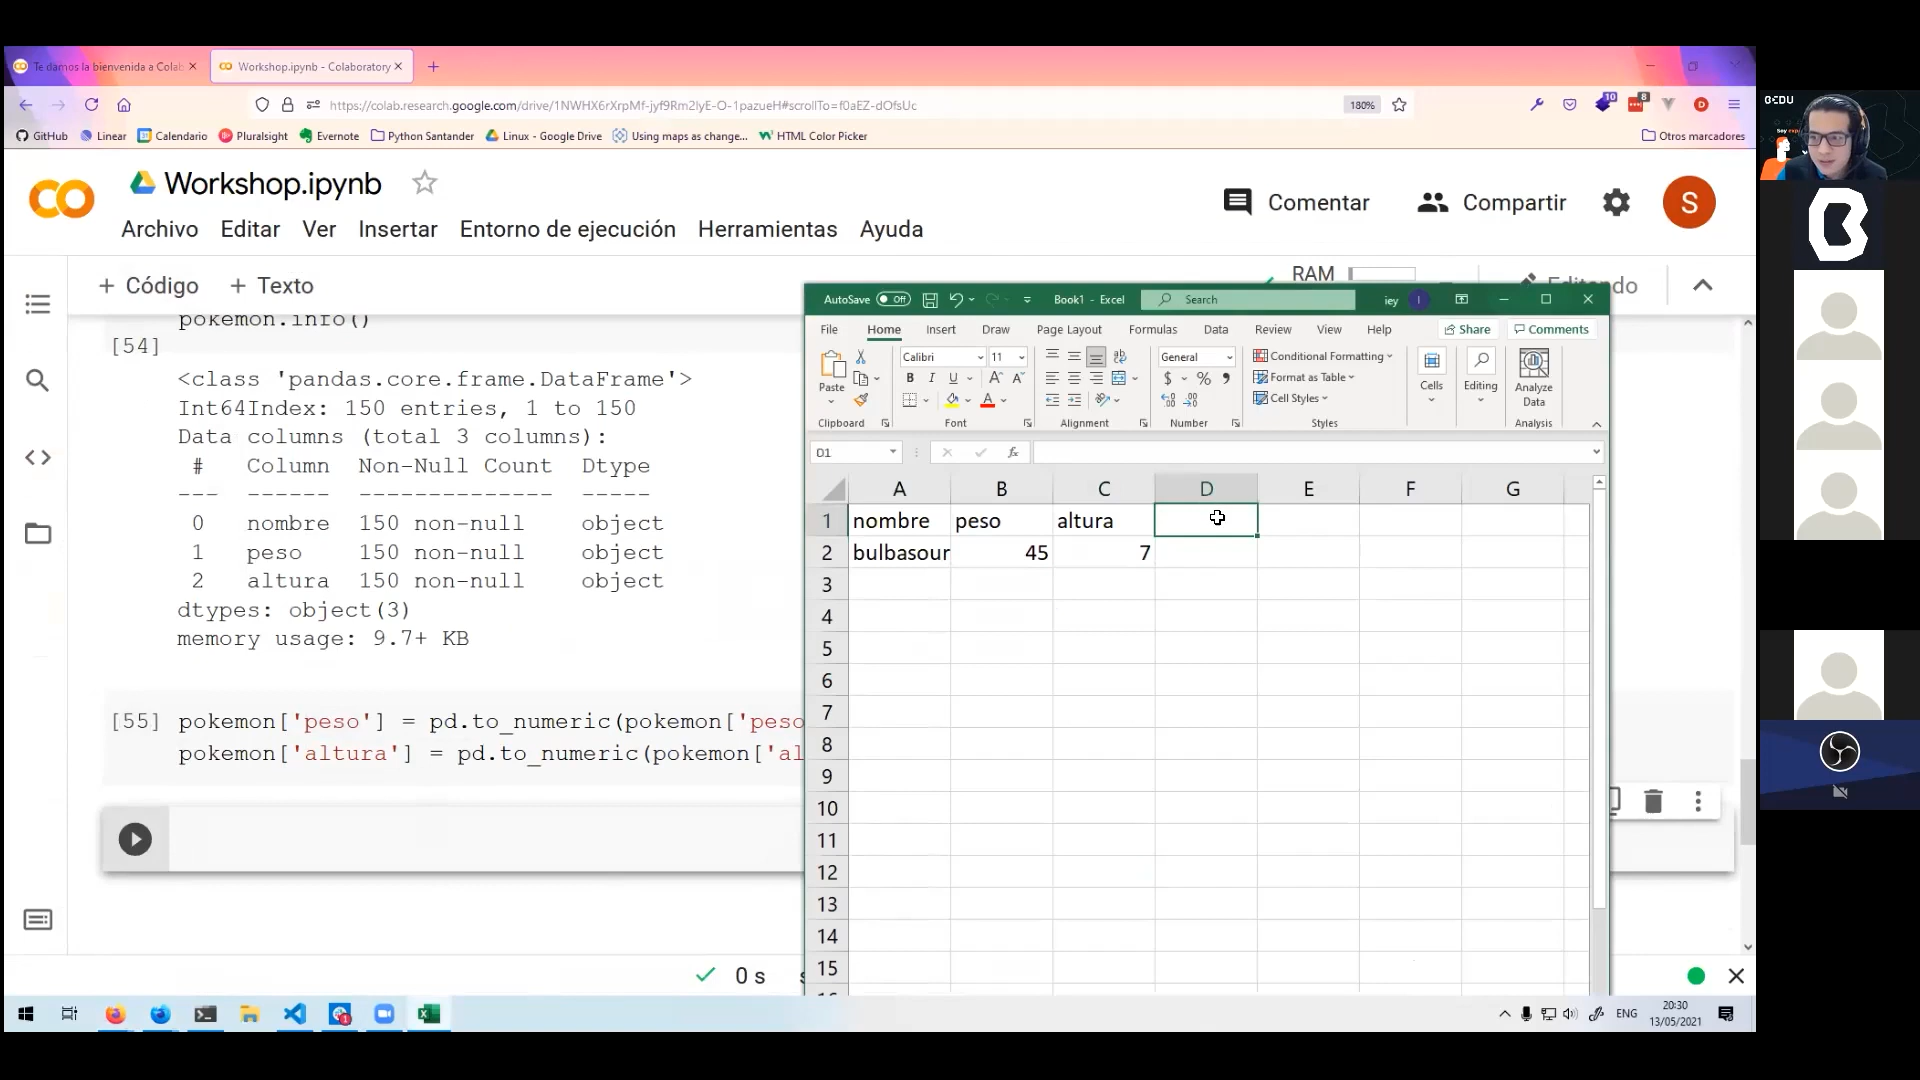 Te damos la bienvenida a Colab
Workshop.ipynb - Colaboratory
https://colab.research.google.com/drive/1NWHX6rXrpMf-jyf9Rm2lyE-O-1pazueH#scrollTo=f0aEZ-dOfsUc
180%
10
8
D
GitHub
Linear
Calendario
Pluralsight
Evernote
Python Santander
Linux - Google Drive
Using maps as change...
HTML Color Picker
Otros marcadores
BEDU
Workshop.ipynb
Comentar
Compartir
S
Archivo Editar Ver Insertar Entorno de ejecución Herramientas Ayuda
+ Código + Texto
RAM
Editando
pokemon.info()
[54]
<class 'pandas.core.frame.DataFrame'>
Int64Index: 150 entries, 1 to 150
Data columns (total 3 columns):
# Column Non-Null Count Dtype
--- ------ -------------- -----
0 nombre 150 non-null object
1 peso 150 non-null object
2 altura 150 non-null object
dtypes: object(3)
memory usage: 9.7+ KB
[55] pokemon['peso'] = pd.to_numeric(pokemon['peso
pokemon['altura'] = pd.to_numeric(pokemon['al
0 s
AutoSave Off Book1 - Excel Search iey I
File Home Insert Draw Page Layout Formulas Data Review View Help Share Comments
Paste
Calibri 11
B I U
General
$ % ,
Conditional Formatting
Format as Table
Cell Styles
Cells
Editing
Analyze
Data
Clipboard Font Alignment Number Styles Analysis
D1 fx
A B C D E F G
1 nombre peso altura
2 bulbasour 45 7
3
4
5
6
7
8
9
10
11
12
13
14
15
ENG
20:30
13/05/2021